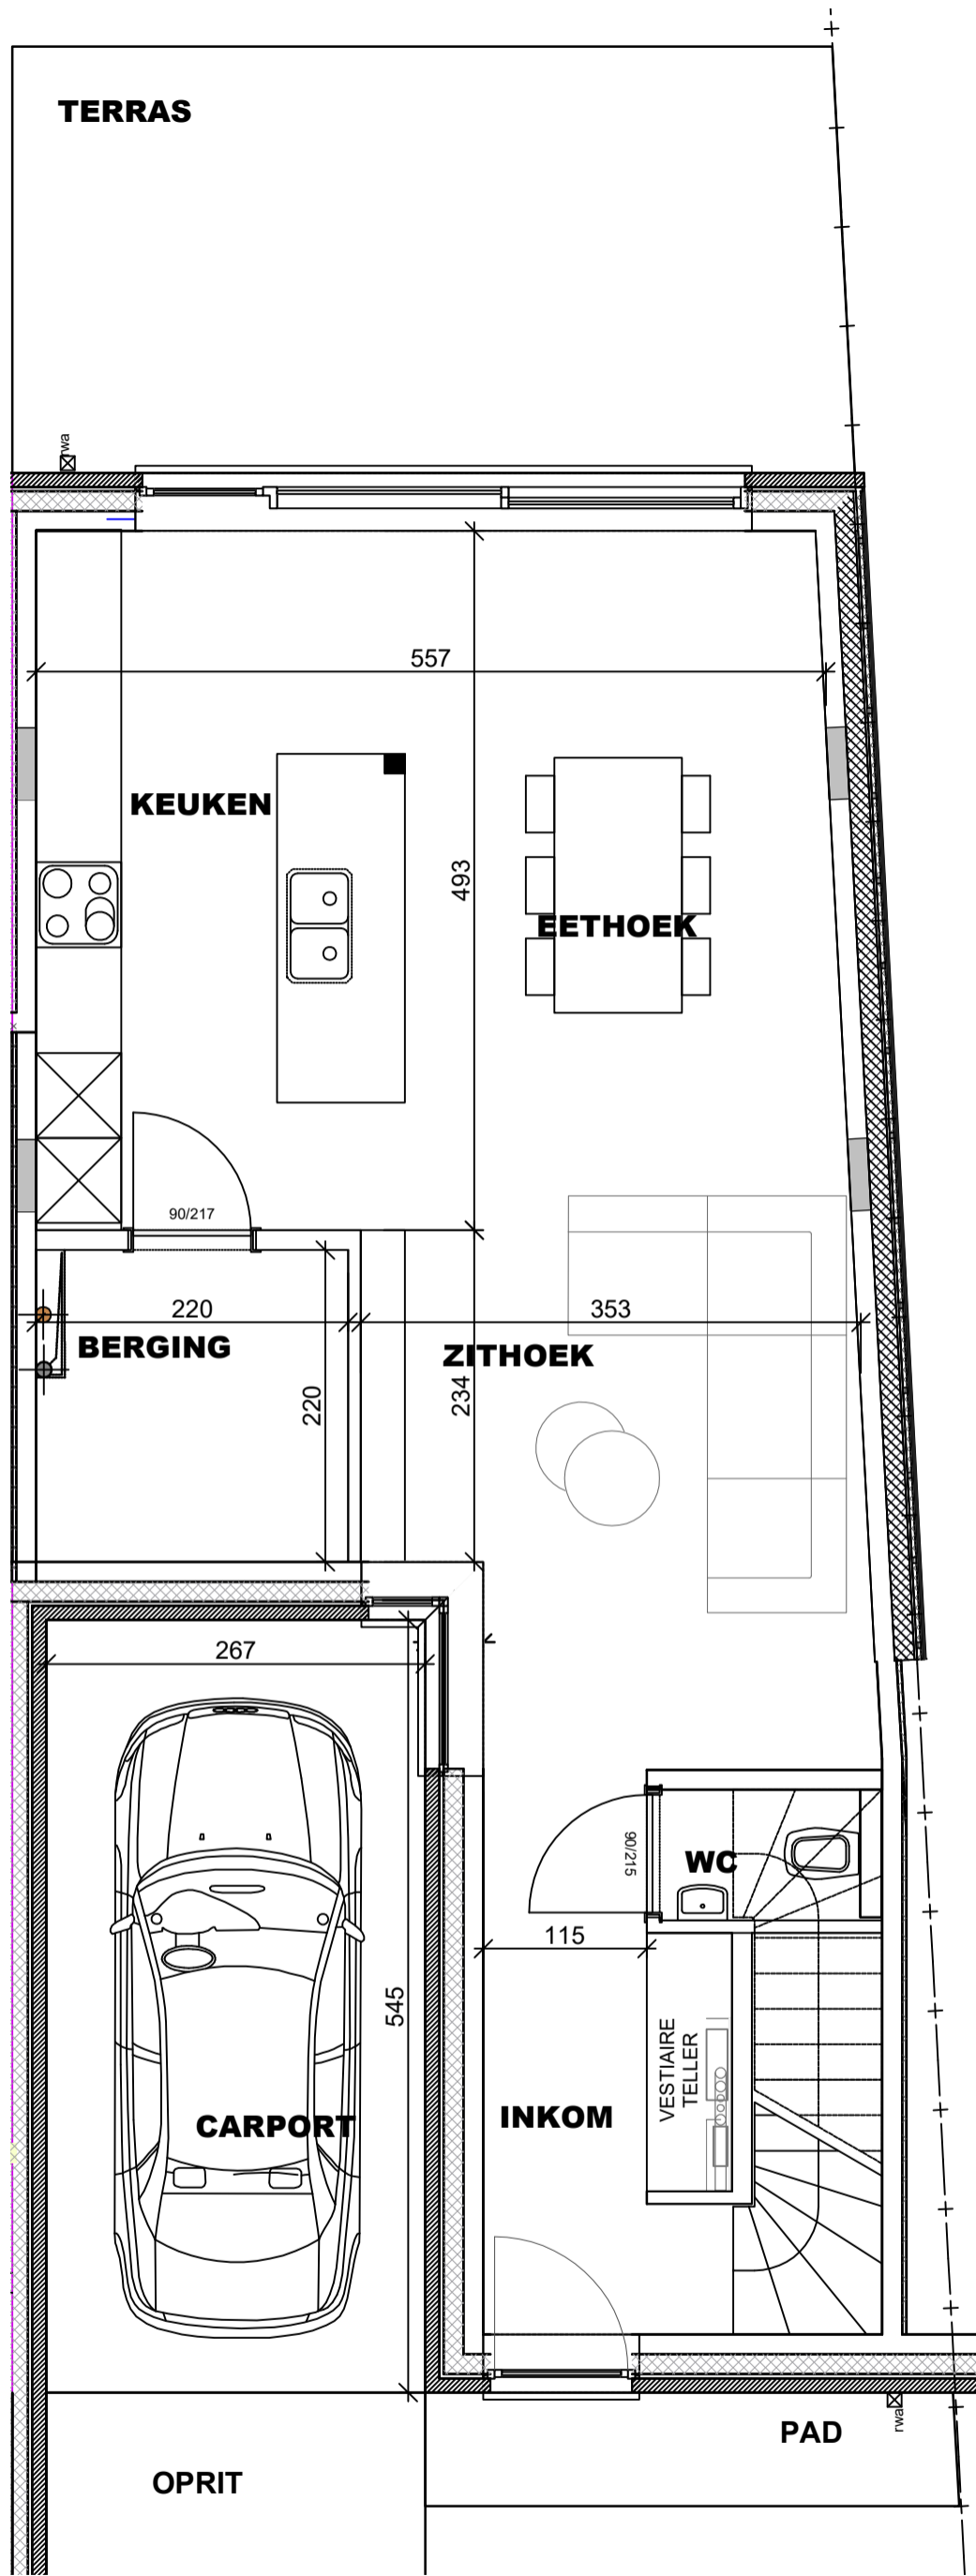 TERRAS
rwa
557
KEUKEN
493
EETHOEK
90/217
220
353
BERGING
ZITHOEK
220
234
267
90/215
WC
115
545
VESTIAIRE
TELLER
CARPORT
INKOM
rwa
PAD
OPRIT